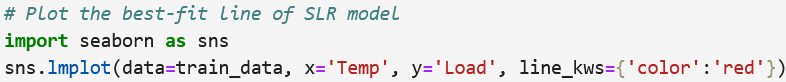 # Plot the best-fit line of SLR model
import seaborn as sns
sns.lmplot(data=train_data, x='Temp', y='Load', line_kws={'color':'red'})